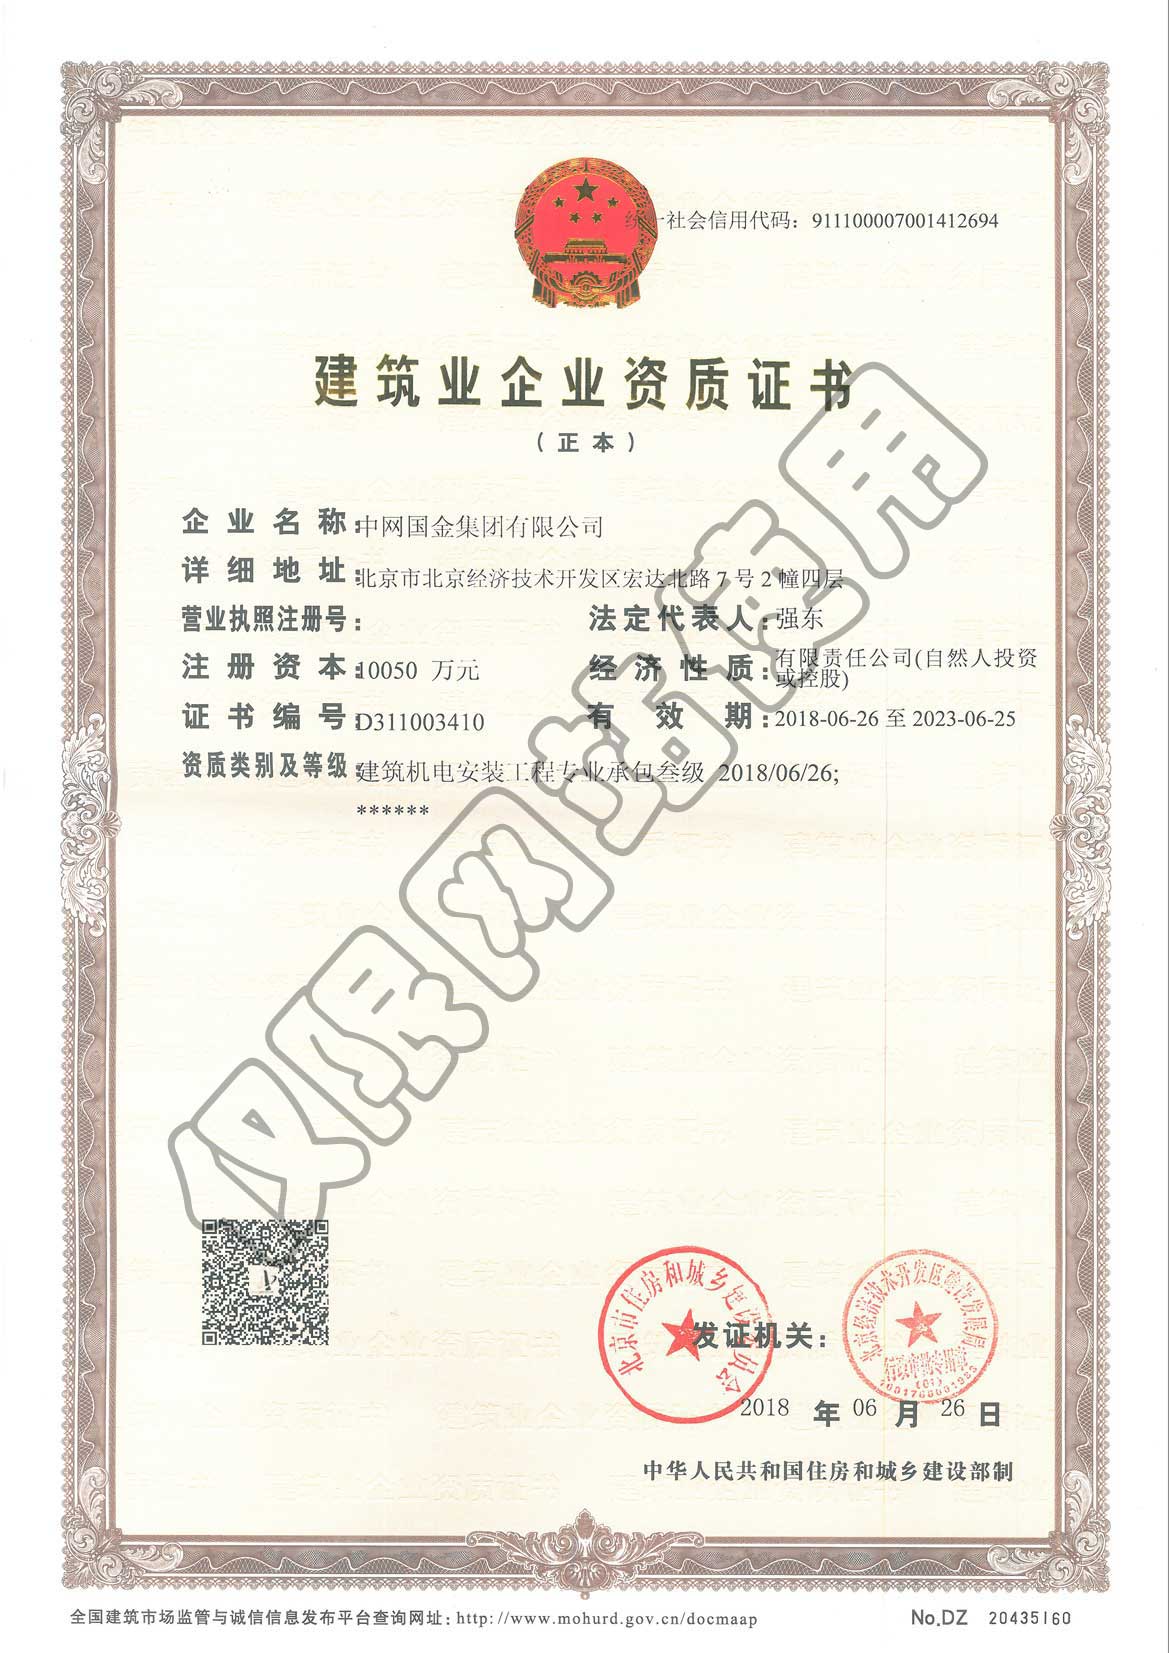 统一社会信用代码：911100007001412694
建筑业企业资质证书
（正本）
企业名称：中网国金集团有限公司
详细地址：北京市北京经济技术开发区宏达北路7号2幢四层
营业执照注册号：
法定代表人：强东
注册资本：10050 万元
经济性质：有限责任公司(自然人投资
或控股)
证书编号：D311003410
有效期：2018-06-26 至 2023-06-25
资质类别及等级：建筑机电安装工程专业承包叁级 2018/06/26;
******
仅限网站使用
北京市住房和城乡建设委员会
发证机关：
北京经济技术开发区建设发展局
行政审批专用章
(01)
2018 年 06 月 26 日
中华人民共和国住房和城乡建设部制
全国建筑市场监管与诚信信息发布平台查询网址: http://www.mohurd.gov.cn/docmaap
No.DZ 20435160